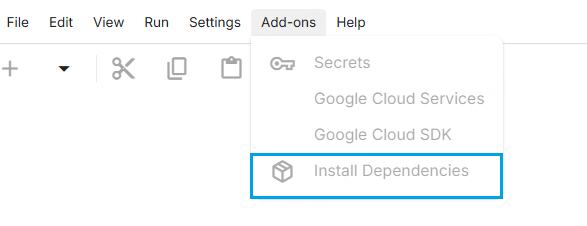 File Edit View Run Settings Add-ons Help
Secrets
Google Cloud Services
Google Cloud SDK
Install Dependencies